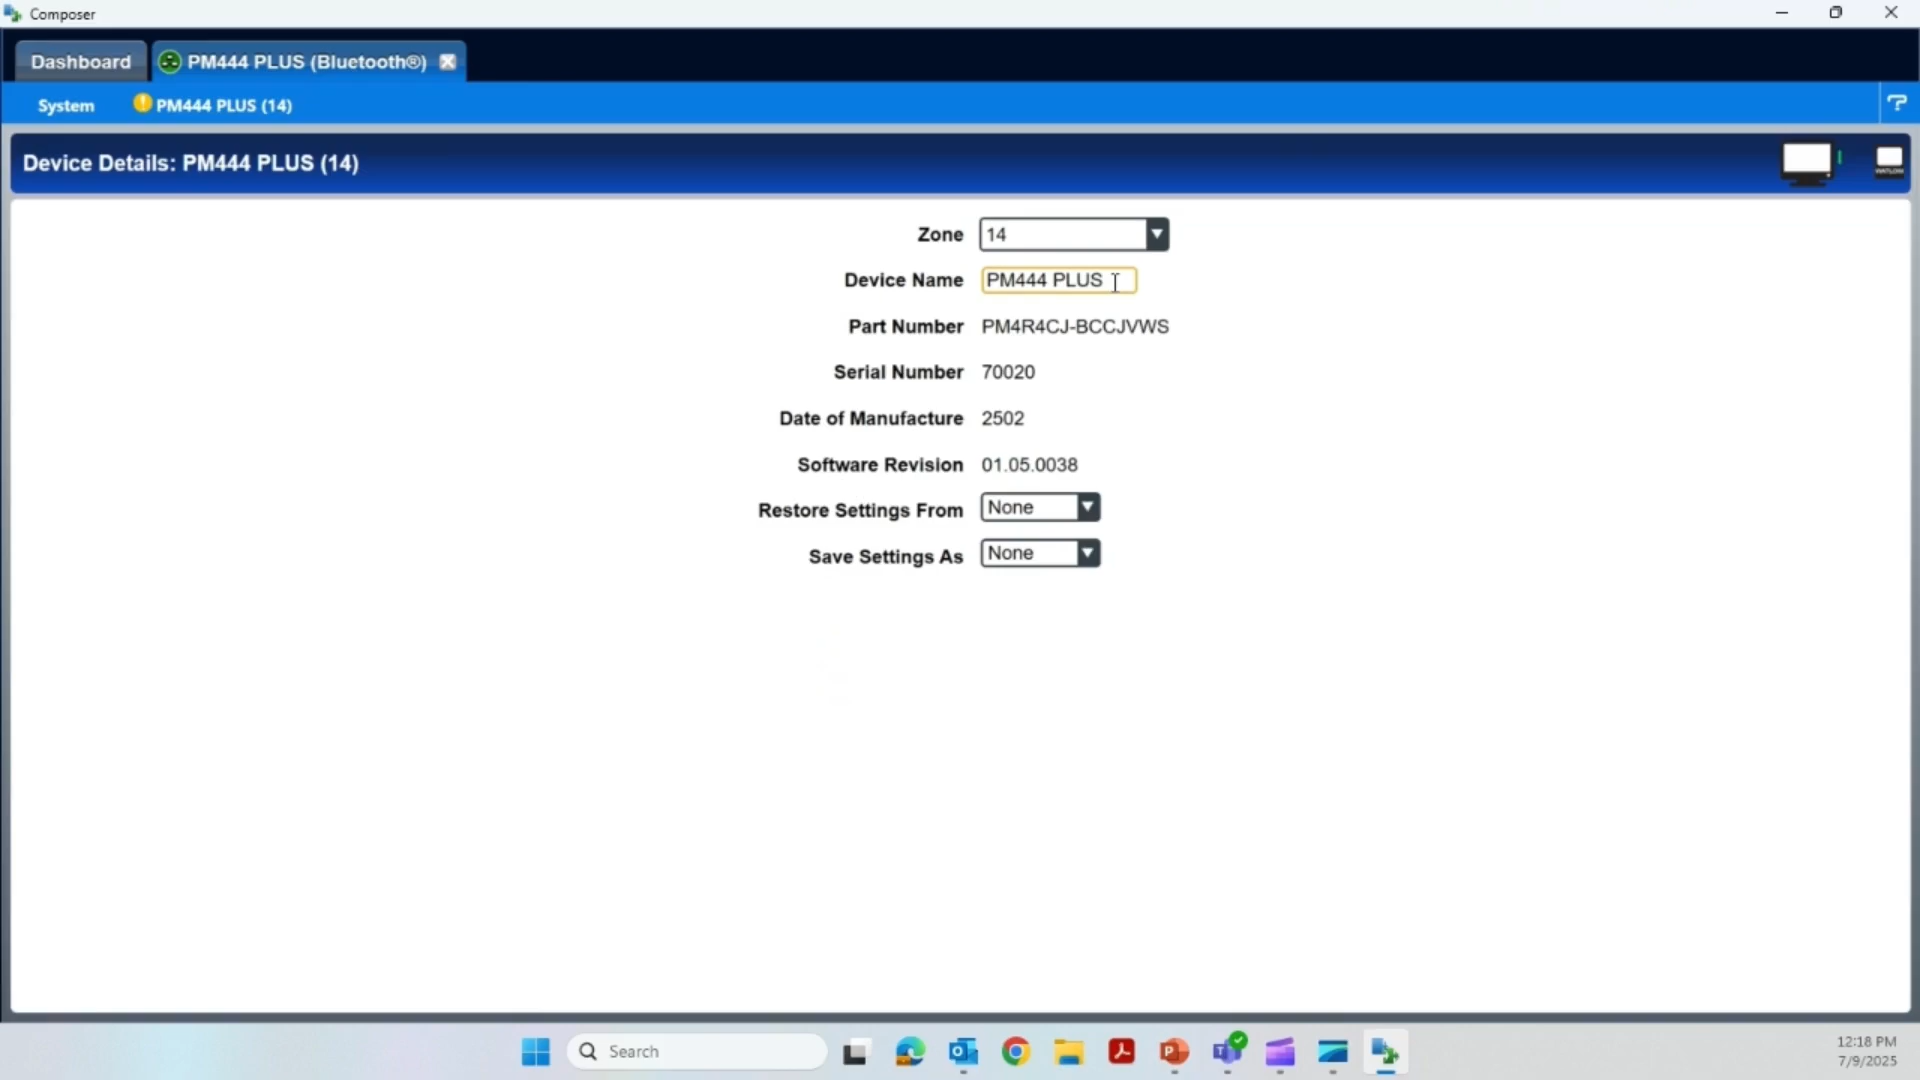 Composer
Dashboard
PM444 PLUS (Bluetooth®)
System
PM444 PLUS (14)
Device Details: PM444 PLUS (14)
WATLOW
Zone 14
Device Name PM444 PLUS
Part Number PM4R4CJ-BCCJVWS
Serial Number 70020
Date of Manufacture 2502
Software Revision 01.05.0038
Restore Settings From None
Save Settings As None
Search
12:18 PM
7/9/2025